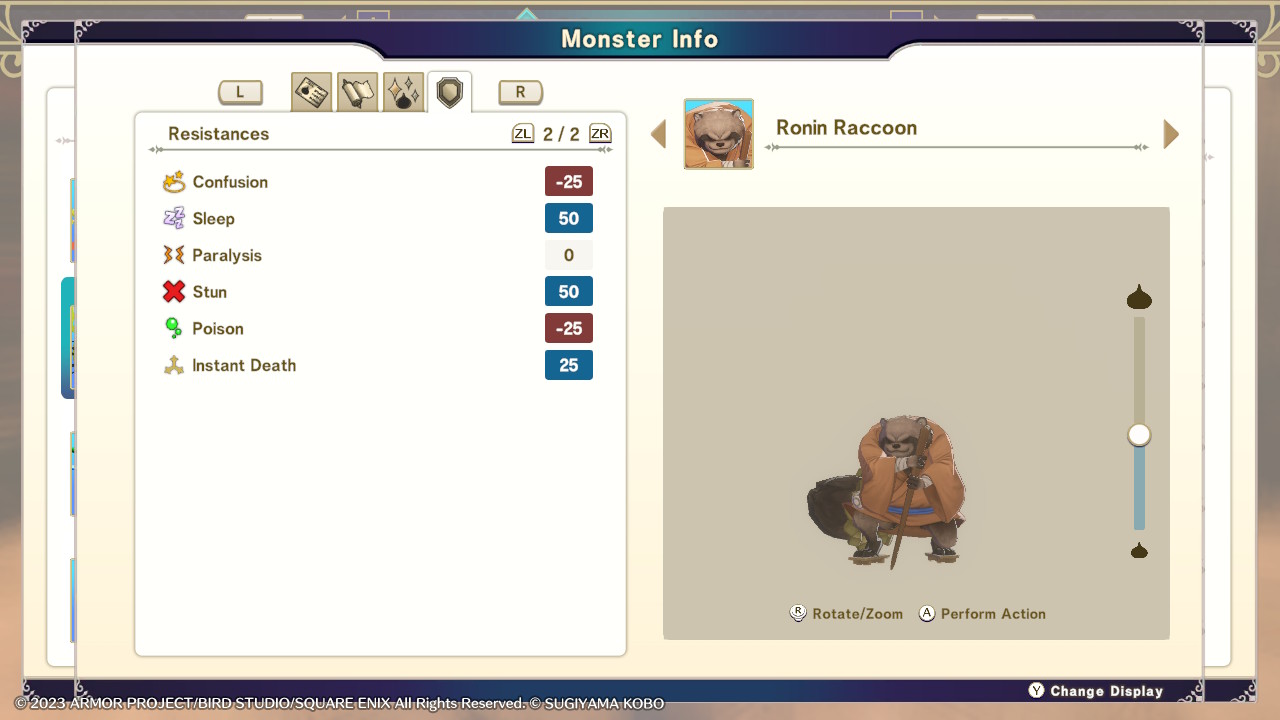 Monster Info
L
R
Resistances
ZL 2 / 2 ZR
Confusion -25
Sleep 50
Paralysis 0
Stun 50
Poison -25
Instant Death 25
Ronin Raccoon
R Rotate/Zoom A Perform Action
Y Change Display
© 2023 ARMOR PROJECT/BIRD STUDIO/SQUARE ENIX All Rights Reserved. © SUGIYAMA KOBO